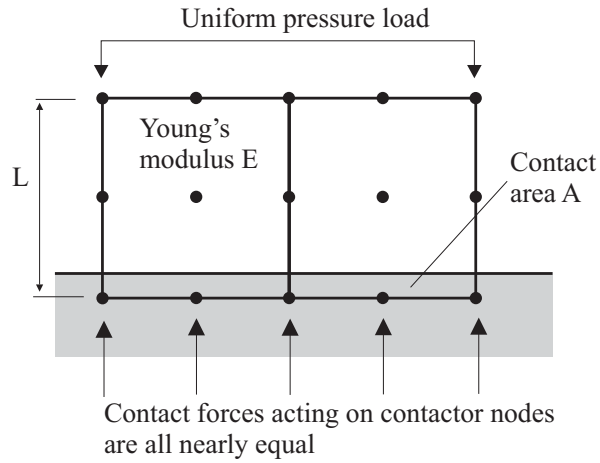 Uniform pressure load
Young's
modulus E
L
Contact
area A
Contact forces acting on contactor nodes
are all nearly equal